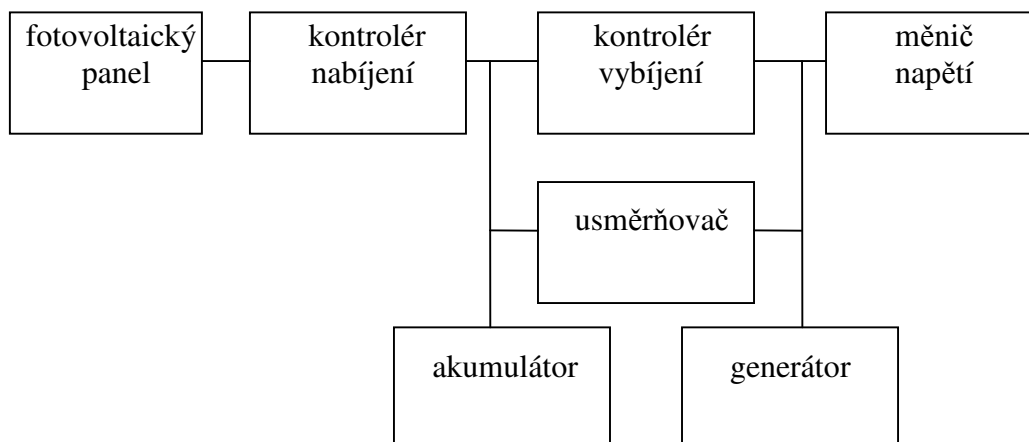 fotovoltaický
panel
kontrolér
nabíjení
kontrolér
vybíjení
měnič
napětí
usměrňovač
akumulátor
generátor